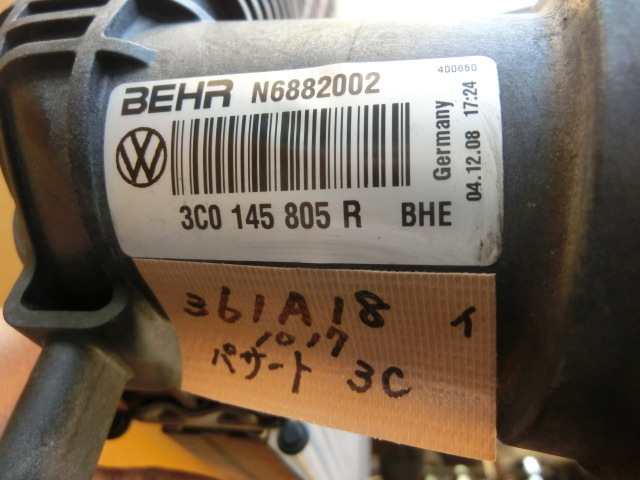 400650
BEHR N6882002
VW
3C0 145 805 R BHE
Germany
04.12.08 17:24
361A18 イ
パサート 3C